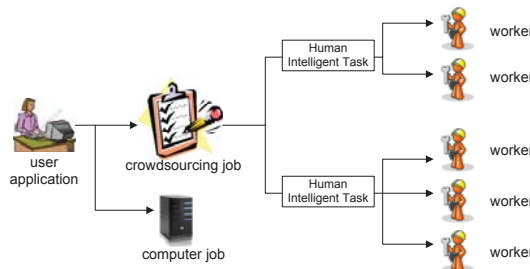 user
application
crowdsourcing job
computer job
Human
Intelligent Task
Human
Intelligent Task
worker
worker
worker
worker
worker